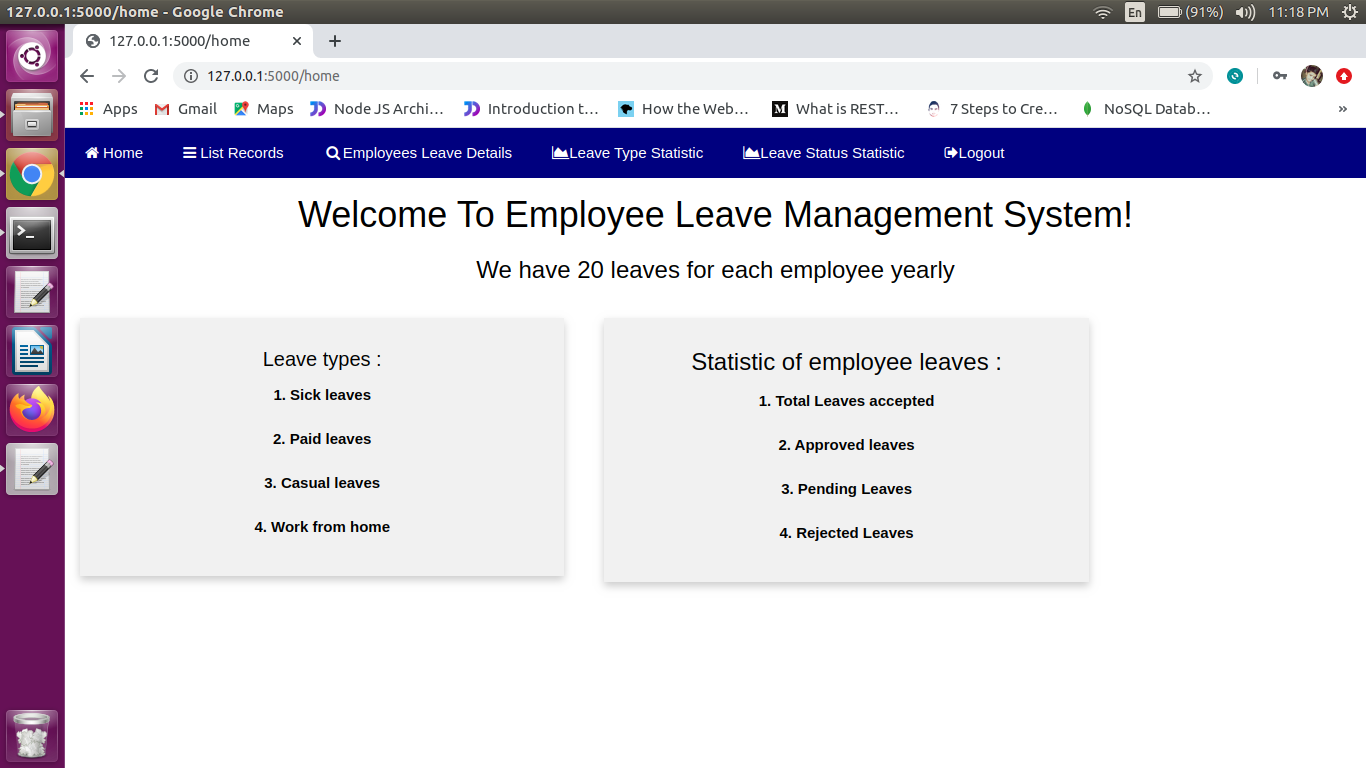 127.0.0.1:5000/home - Google Chrome
En
(91%)
11:18 PM
127.0.0.1:5000/home
127.0.0.1:5000/home
Apps
Gmail
Maps
Node JS Archi…
Introduction t…
How the Web…
M
What is REST…
7 Steps to Cre…
NoSQL Datab…
»
Home
List Records
Employees Leave Details
Leave Type Statistic
Leave Status Statistic
Logout
Welcome To Employee Leave Management System!
We have 20 leaves for each employee yearly
Leave types :
1. Sick leaves
2. Paid leaves
3. Casual leaves
4. Work from home
Statistic of employee leaves :
1. Total Leaves accepted
2. Approved leaves
3. Pending Leaves
4. Rejected Leaves